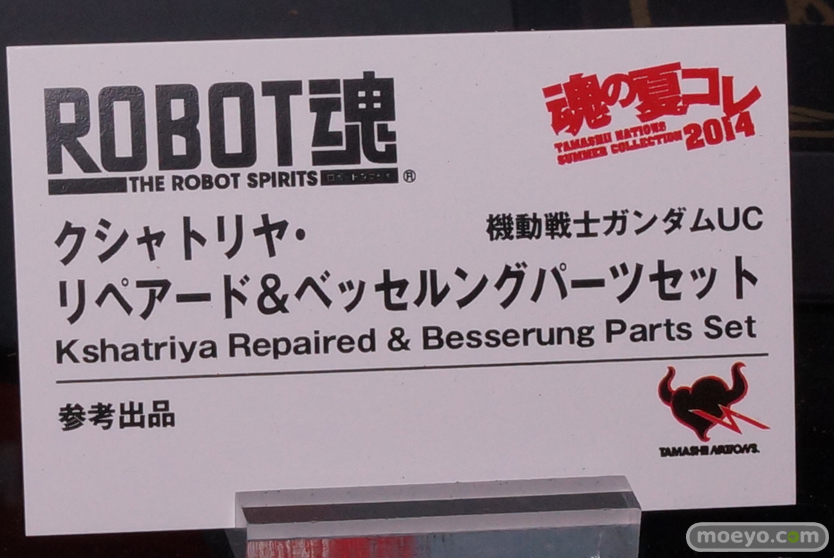 ROBOT魂
THE ROBOT SPIRITS
®
魂の夏コレ
TAMASHII NATIONS
SUMMER COLLECTION 2014
クシャトリヤ・
機動戦士ガンダムUC
リペアード&ベッセルングパーツセット
Kshatriya Repaired & Besserung Parts Set
参考出品
TAMASHII NATIONS
moeyo.com